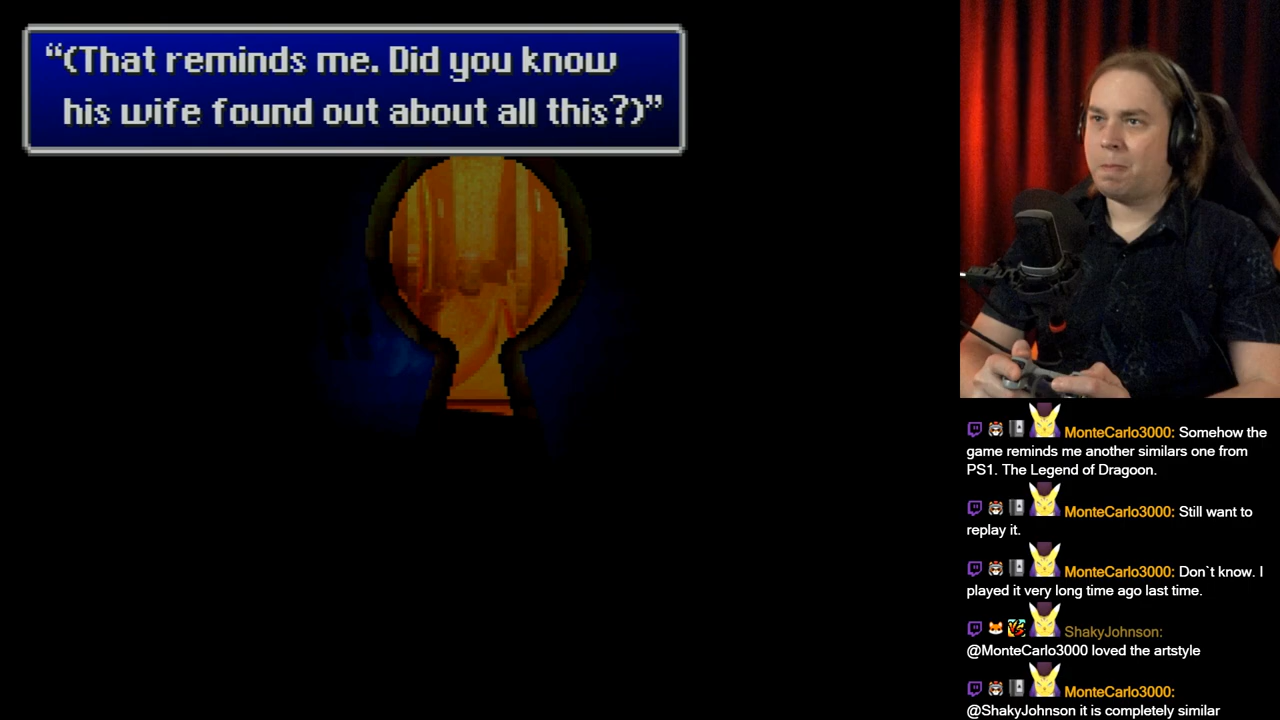 “(That reminds me. Did you know
his wife found out about all this?)”
MonteCarlo3000: Somehow the
game reminds me another similars one from
PS1. The Legend of Dragoon.
MonteCarlo3000: Still want to
replay it.
MonteCarlo3000: Don`t know. I
played it very long time ago last time.
ShakyJohnson:
@MonteCarlo3000 loved the artstyle
MonteCarlo3000:
@ShakyJohnson it is completely similar